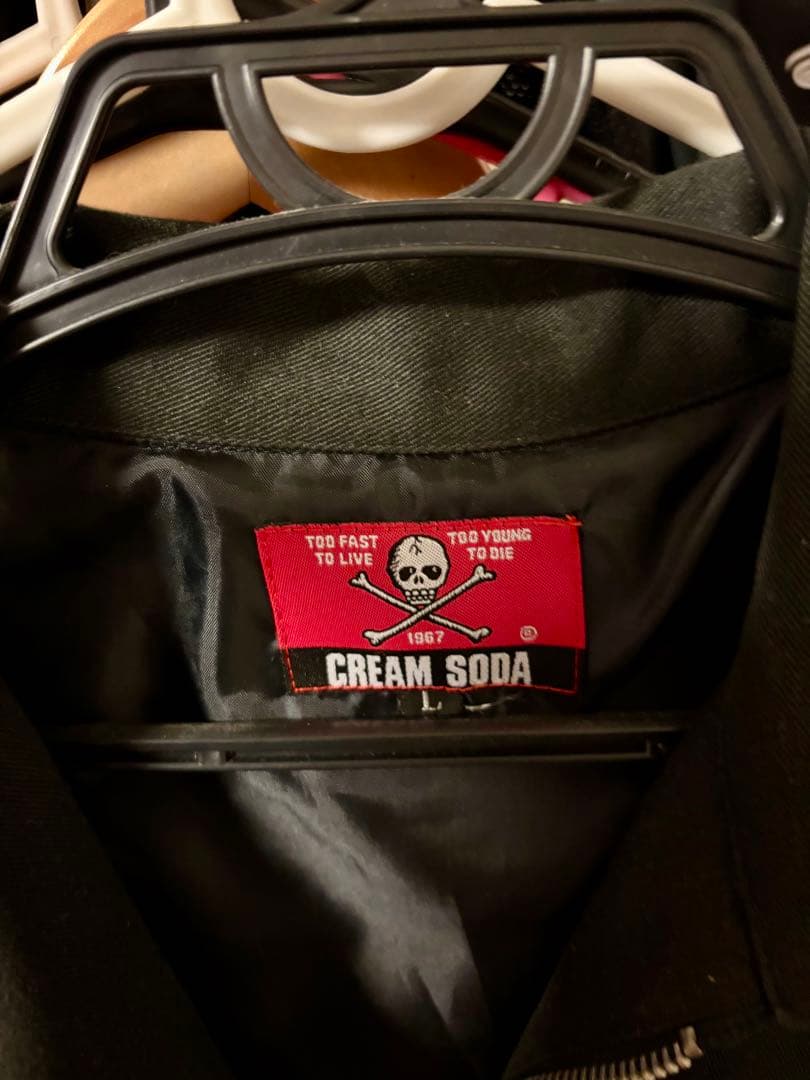 TOO FAST
TO LIVE
TOO YOUNG
TO DIE
1967
®
CREAM SODA
L